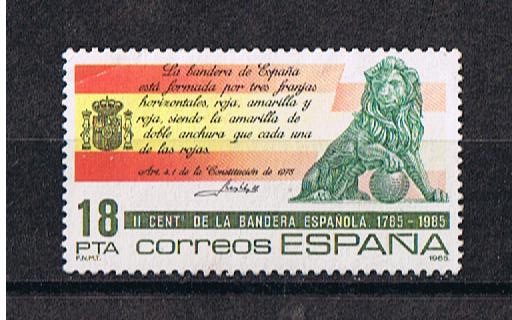 La bandera de España
está formada por tres franjas
horizontales, roja, amarilla y
roja, siendo la amarilla de
doble anchura que cada una
de las rojas.
Art. 4.1 de la Constitución de 1978
18
PTA
II CENTº DE LA BANDERA ESPAÑOLA. 1785-1985
correos ESPAÑA
F.N.M.T.
1985